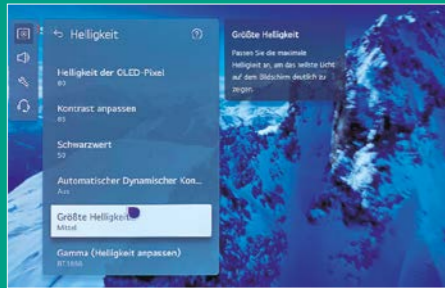 Helligkeit
Helligkeit der OLED-Pixel
80
Kontrast anpassen
85
Schwarzwert
50
Automatischer Dynamischer Kon...
Aus
Größte Helligkeit
Mittel
Gamma (Helligkeit anpassen)
BT.1886
Größte Helligkeit
Passen Sie die maximale
Helligkeit an, um das hellste Licht
auf dem Bildschirm deutlich zu
zeigen.